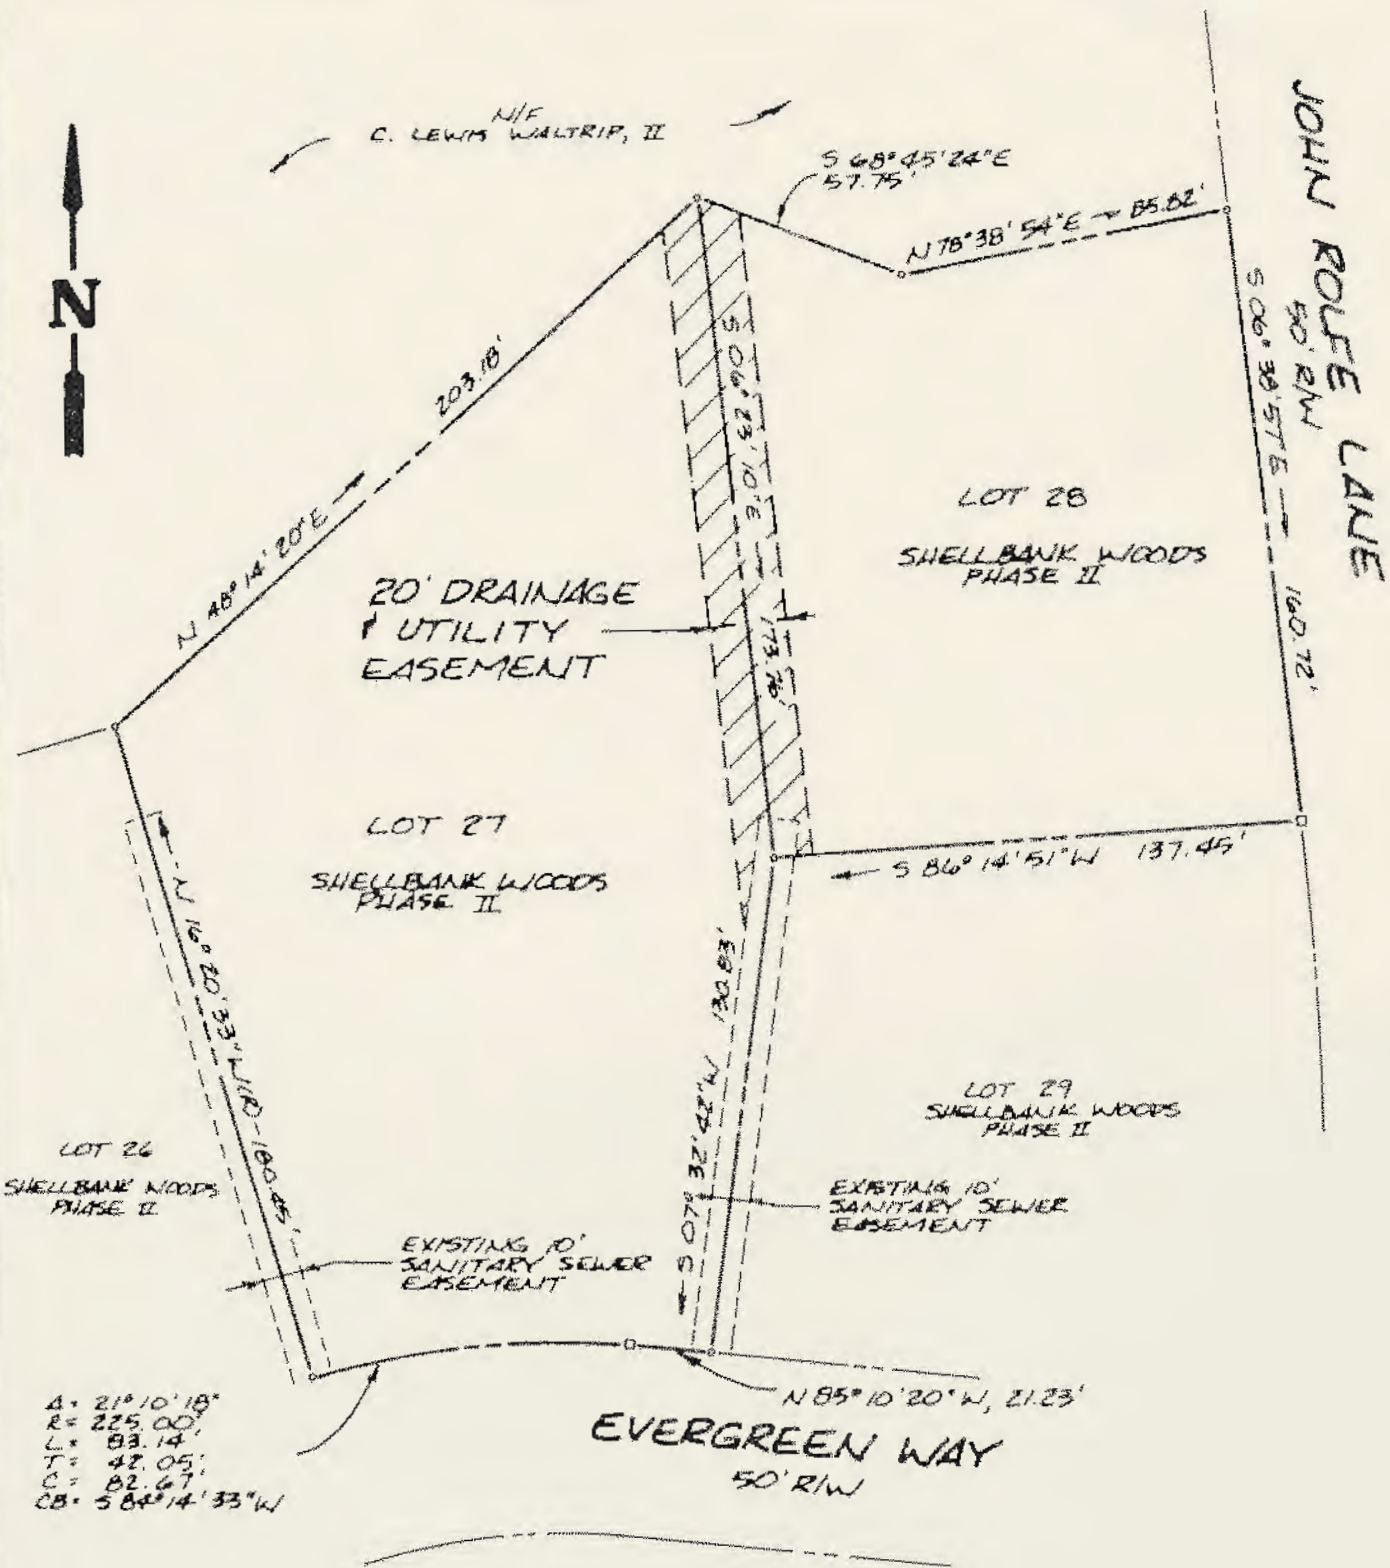 N/F
C. LEWIS WALTRIP, II
S 68° 45' 24" E
57.75'
N 78° 38' 54" E 85.82'
JOHN ROLFE LANE
50' R/W
N
203.18'
N 48° 14' 20" E
S 06° 23' 10" E
173.76'
S 06° 38' 57 E
160.72'
LOT 28
SHELLBANK WOODS
PHASE II
20' DRAINAGE
& UTILITY
EASEMENT
LOT 27
SHELLBANK WOODS
PHASE II
S 86° 14' 51" W 137.45'
N 16° 20' 33" W (R) - 180.45'
S 07° 32' 42" W 130.83'
LOT 29
SHELLBANK WOODS
PHASE II
LOT 26
SHELLBANK WOODS
PHASE II
EXISTING 10'
SANITARY SEWER
EASEMENT
EXISTING 10'
SANITARY SEWER
EASEMENT
N 85° 10' 20" W, 21.23'
Δ = 21° 10' 18"
R = 225.00'
L = 83.14'
T = 42.05'
C = 82.67'
CB = S 84° 14' 33" W
EVERGREEN WAY
50' R/W